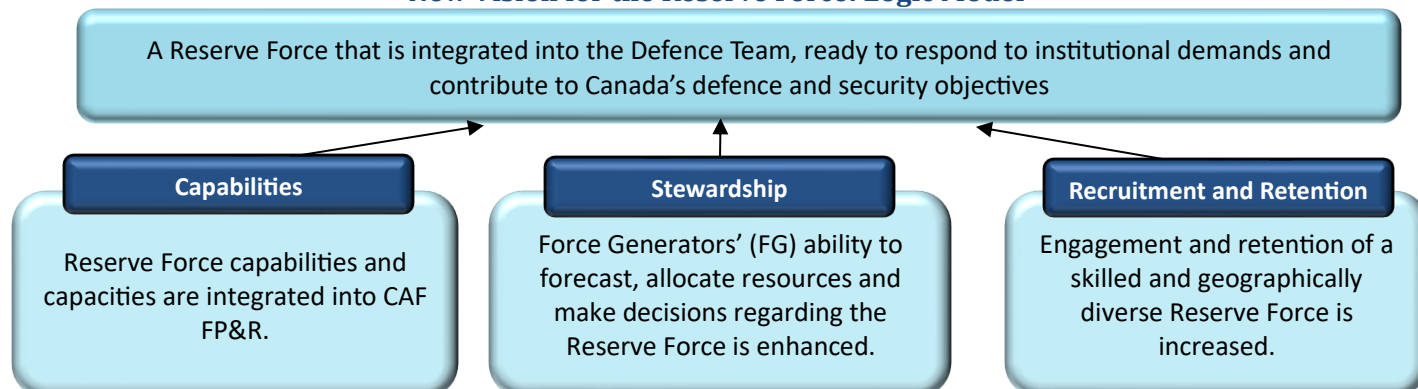 A Reserve Force that is integrated into the Defence Team, ready to respond to institutional demands and
contribute to Canada's defence and security objectives
Capabilities
Reserve Force capabilities and
capacities are integrated into CAF
FP&R.
Stewardship
Force Generators' (FG) ability to
forecast, allocate resources and
make decisions regarding the
Reserve Force is enhanced.
Recruitment and Retention
Engagement and retention of a
skilled and geographically
diverse Reserve Force is
increased.